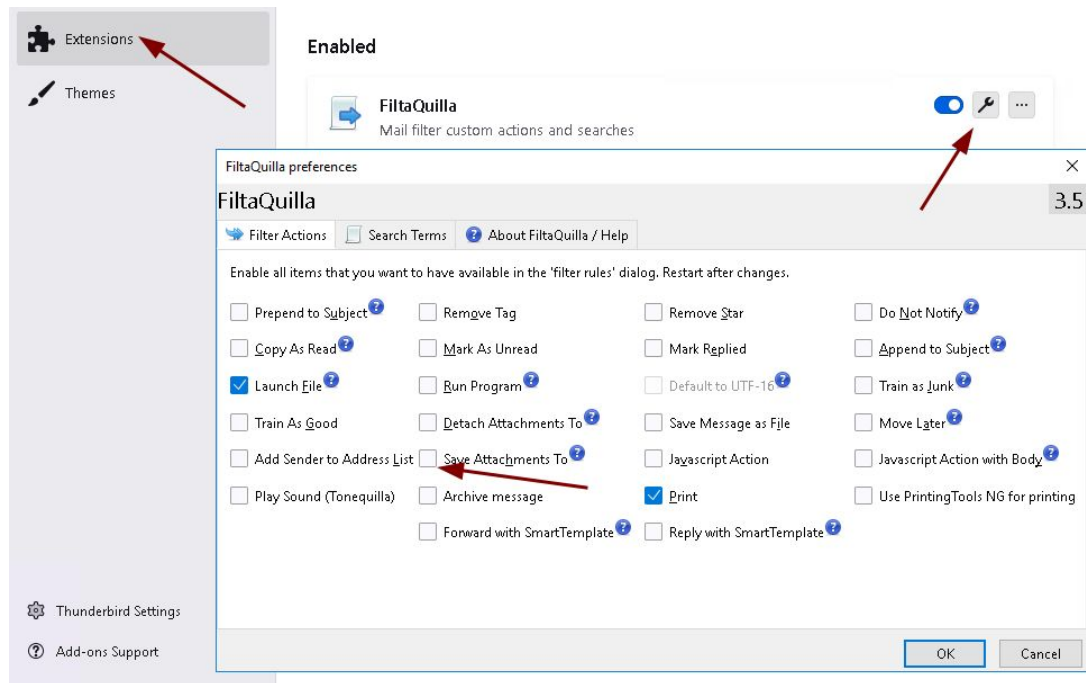 Extensions
Themes
Enabled
FiltaQuilla
Mail filter custom actions and searches
FiltaQuilla preferences
FiltaQuilla
3.5
Filter Actions Search Terms About FiltaQuilla / Help
Enable all items that you want to have available in the 'filter rules' dialog. Restart after changes.
Prepend to Subject Remove Tag Remove Star Do Not Notify
Copy As Read Mark As Unread Mark Replied Append to Subject
Launch File Run Program Default to UTF-16 Train as Junk
Train As Good Detach Attachments To Save Message as File Move Later
Add Sender to Address List Save Attachments To Javascript Action Javascript Action with Body
Play Sound (Tonequilla) Archive message Print Use PrintingTools NG for printing
Forward with SmartTemplate Reply with SmartTemplate
Thunderbird Settings
Add-ons Support
OK Cancel